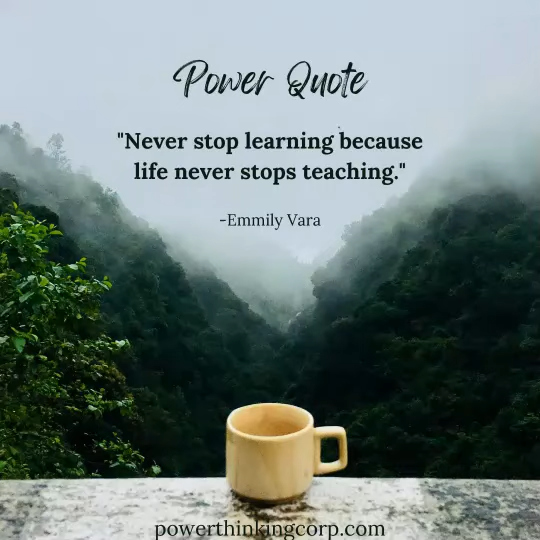 Power Quote
"Never stop learning because
life never stops teaching."
-Emmily Vara
powerthinkingcorp.com